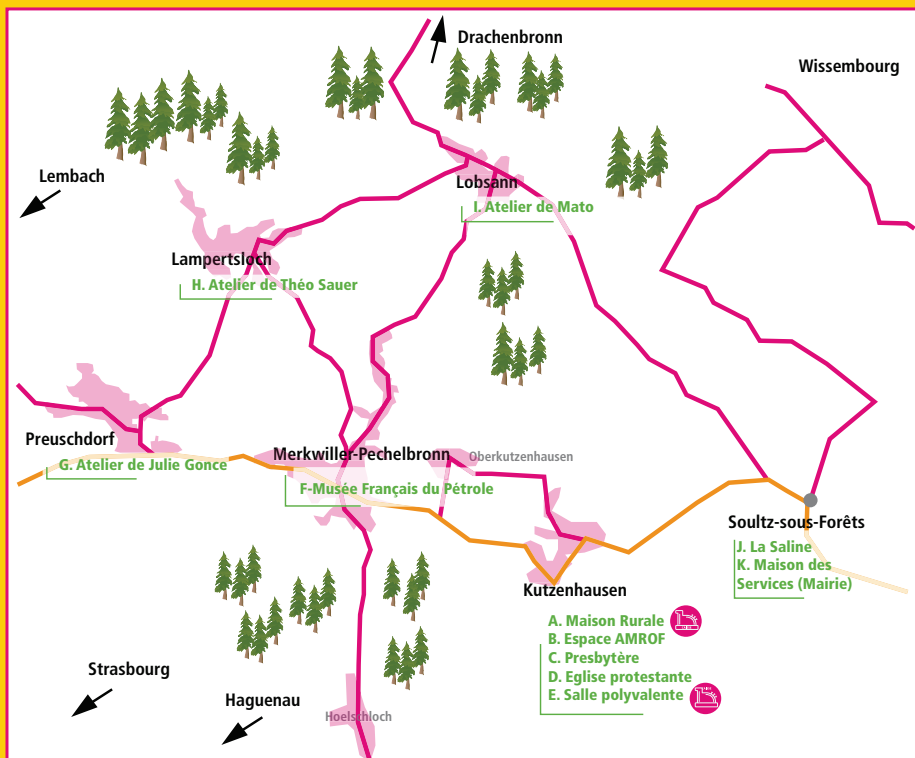 Drachenbronn
Wissembourg
Lembach
Lobsann
I. Atelier de Mato
Lampertsloch
H. Atelier de Théo Sauer
Preuschdorf
G. Atelier de Julie Gonce
Merkwiller-Pechelbronn
Oberkutzenhausen
F-Musée Français du Pétrole
Soultz-sous-Forêts
J. La Saline
K. Maison des
Services (Mairie)
Kutzenhausen
A. Maison Rurale
B. Espace AMROF
C. Presbytère
D. Eglise protestante
E. Salle polyvalente
Strasbourg
Haguenau
Hoelschloch